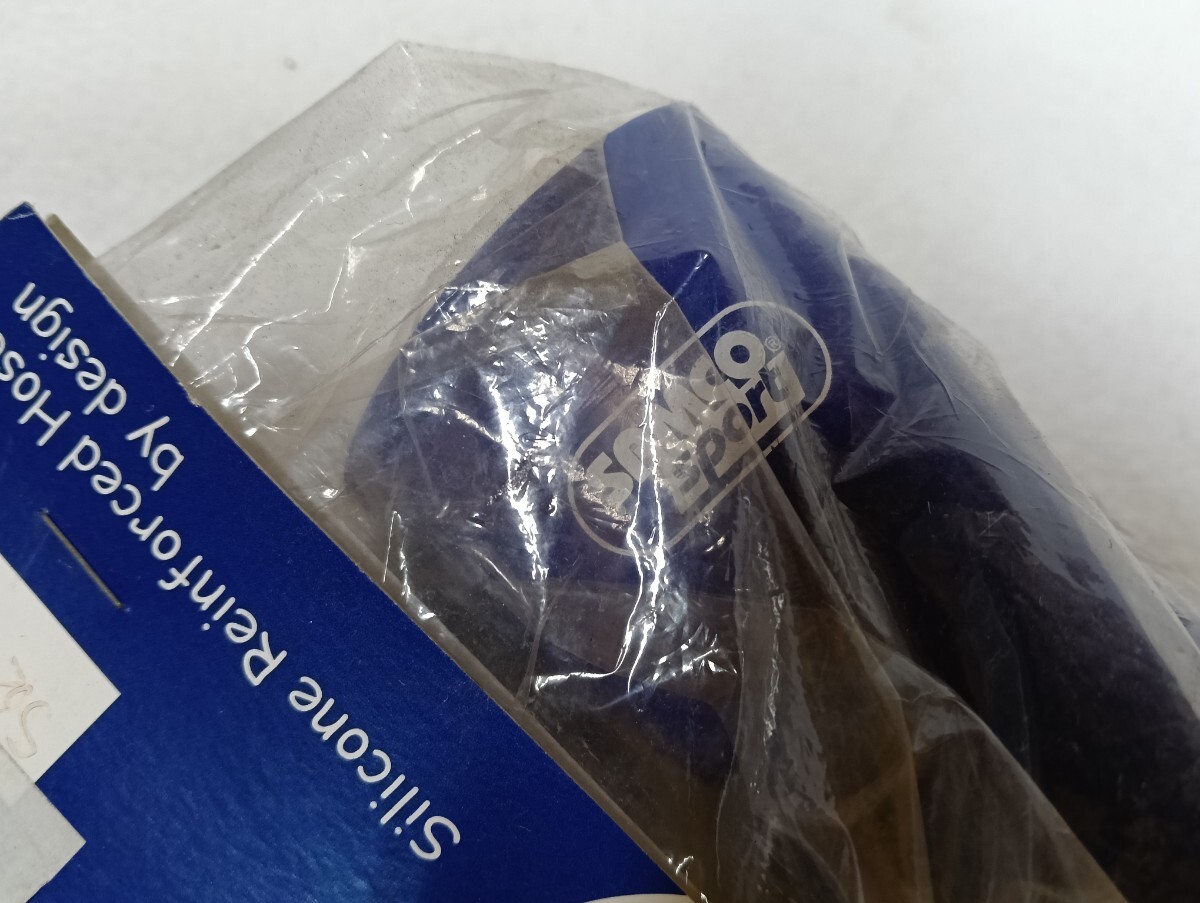 Silicone Reinforced Hose
by design
SAMCO
Sport
®